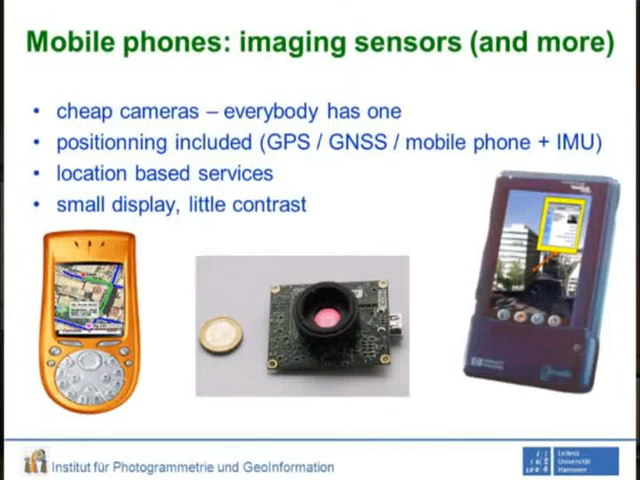 Mobile phones: imaging sensors (and more)
• cheap cameras – everybody has one
• positionning included (GPS / GNSS / mobile phone + IMU)
• location based services
• small display, little contrast
Institut für Photogrammetrie und GeoInformation
Leibniz
Universität
Hannover